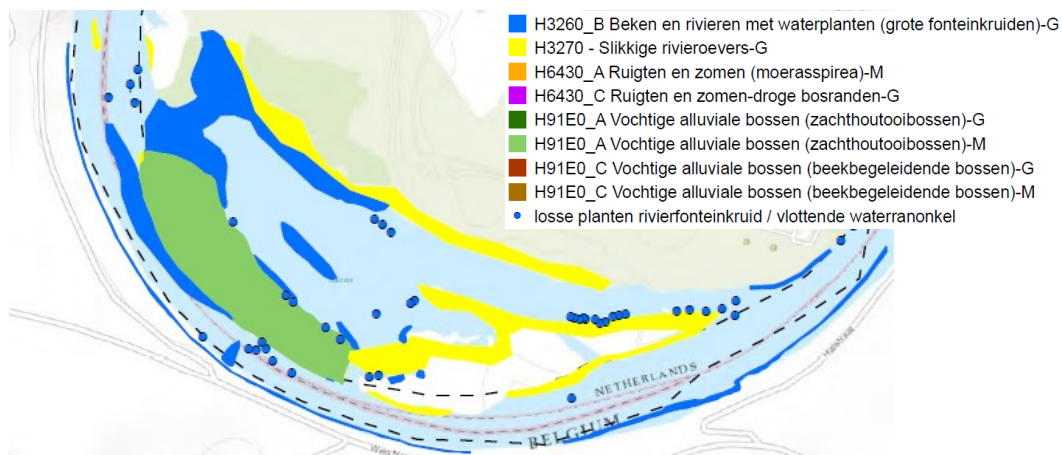 H3260_B Beken en rivieren met waterplanten (grote fonteinkruiden)-G
H3270 - Slikkige rivieroevers-G
H6430_A Ruigten en zomen (moerasspirea)-M
H6430_C Ruigten en zomen-droge bosranden-G
H91E0_A Vochtige alluviale bossen (zachthoutooibossen)-G
H91E0_A Vochtige alluviale bossen (zachthoutooibossen)-M
H91E0_C Vochtige alluviale bossen (beekbegeleidende bossen)-G
H91E0_C Vochtige alluviale bossen (beekbegeleidende bossen)-M
losse planten rivierfonteinkruid / vlottende waterranonkel
NETHERLANDS
BELGIUM